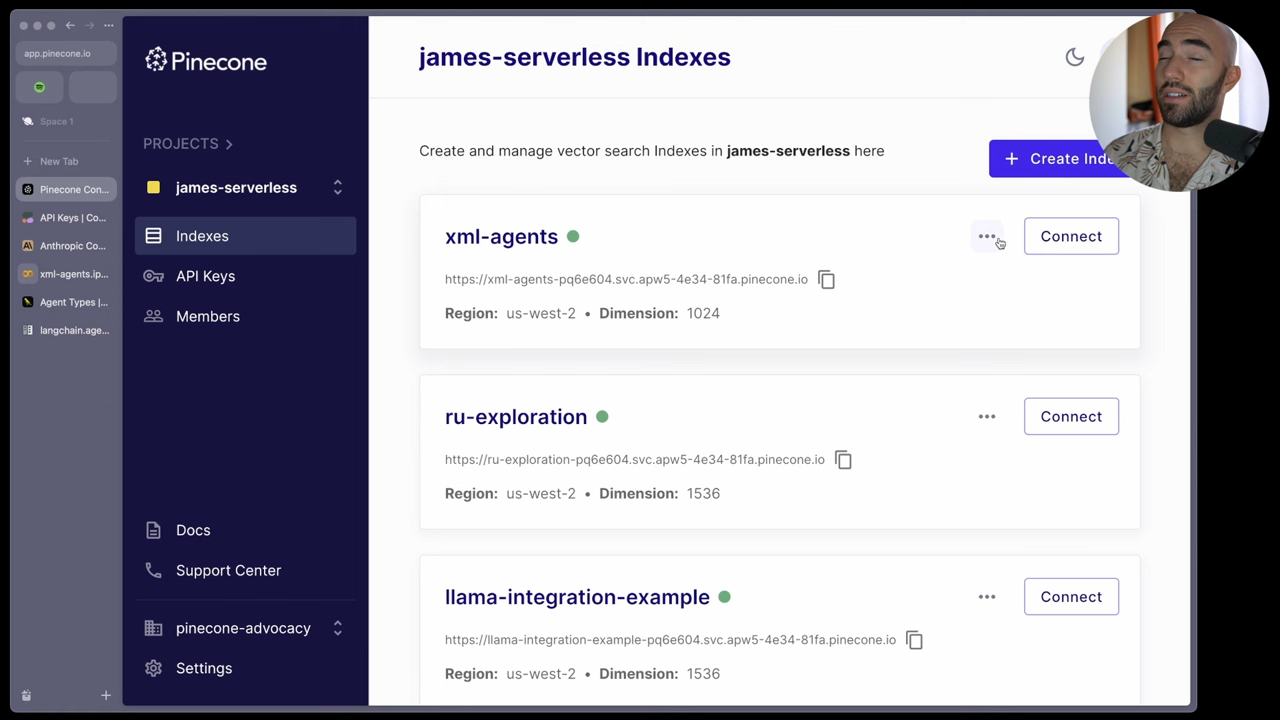 app.pinecone.io
Space 1
New Tab
Pinecone Con...
API Keys | Co...
Anthropic Co...
xml-agents.ip...
Agent Types |...
langchain.age...
Pinecone
PROJECTS
james-serverless
Indexes
API Keys
Members
Docs
Support Center
pinecone-advocacy
Settings
james-serverless Indexes
Create and manage vector search Indexes in james-serverless here
+ Create Inde
xml-agents
Connect
https://xml-agents-pq6e604.svc.apw5-4e34-81fa.pinecone.io
Region: us-west-2 • Dimension: 1024
ru-exploration
Connect
https://ru-exploration-pq6e604.svc.apw5-4e34-81fa.pinecone.io
Region: us-west-2 • Dimension: 1536
llama-integration-example
Connect
https://llama-integration-example-pq6e604.svc.apw5-4e34-81fa.pinecone.io
Region: us-west-2 • Dimension: 1536